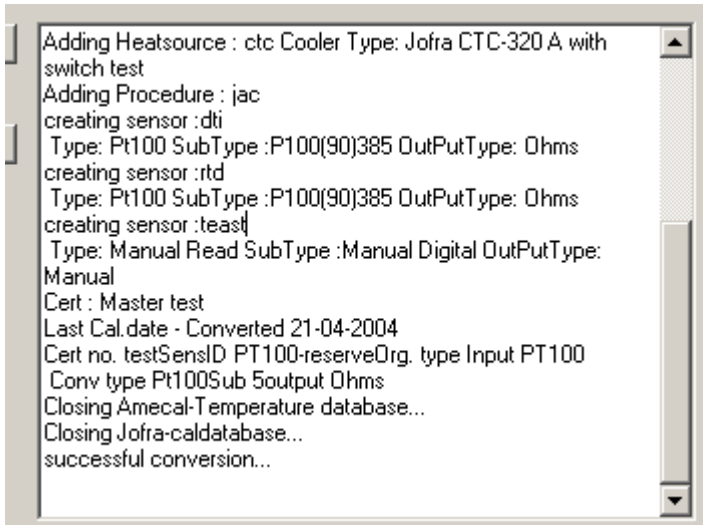 Adding Heatsource : ctc Cooler Type: Jofra CTC-320 A with
switch test
Adding Procedure : jac
creating sensor :dti
Type: Pt100 SubType :P100(90)385 OutPutType: Ohms
creating sensor :rtd
Type: Pt100 SubType :P100(90)385 OutPutType: Ohms
creating sensor :teast
Type: Manual Read SubType :Manual Digital OutPutType:
Manual
Cert : Master test
Last Cal.date - Converted 21-04-2004
Cert no. testSensID PT100-reserveOrg. type Input PT100
Conv type Pt100Sub 5output Ohms
Closing Amecal-Temperature database...
Closing Jofra-caldatabase...
successful conversion...